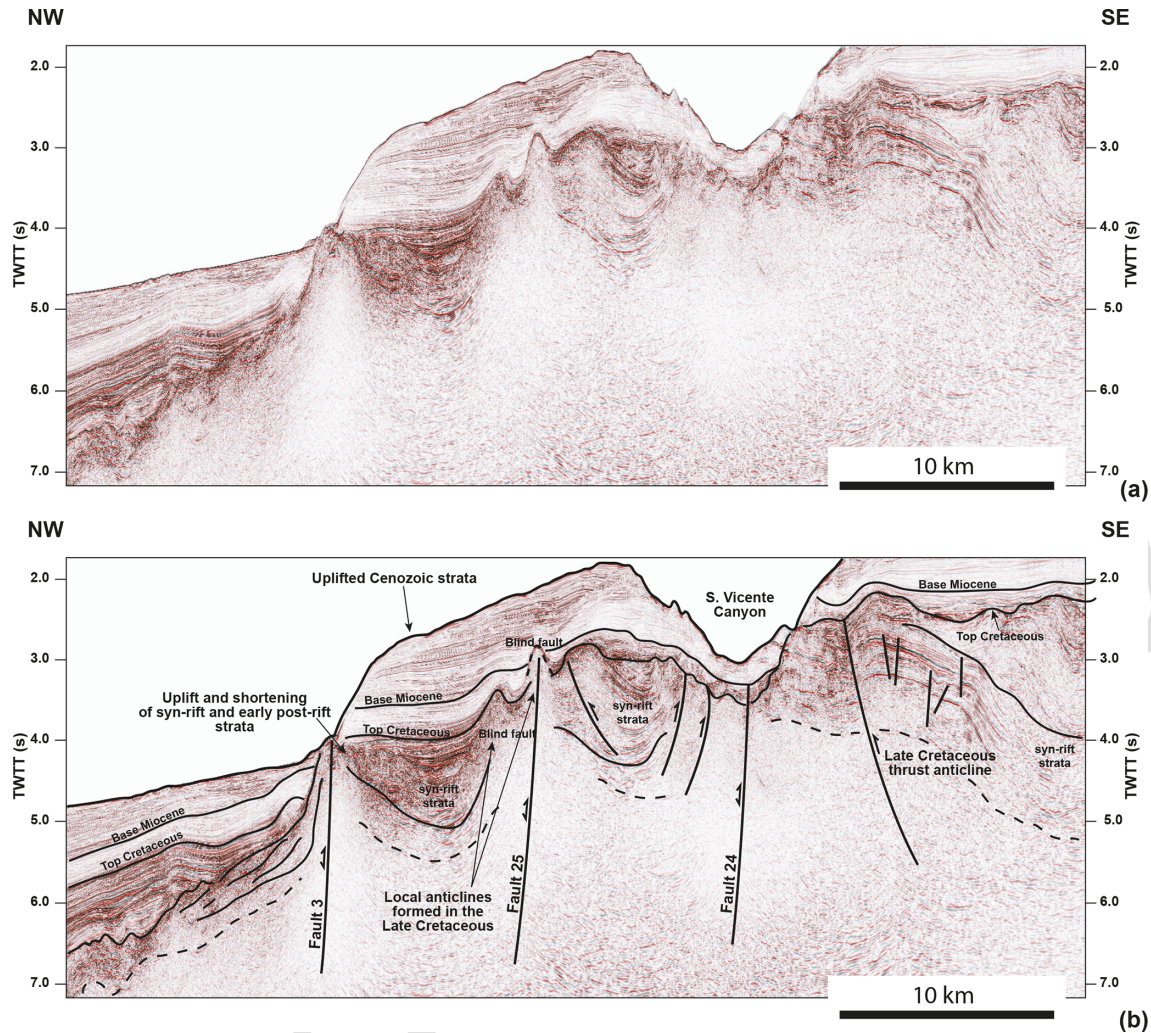 NW
SE
2.0
2.0
3.0
3.0
TWTT (s)
4.0
4.0
TWTT (s)
5.0
5.0
6.0
6.0
7.0
7.0
10 km
(a)
NW
SE
2.0
Uplifted Cenozoic strata
S. Vicente
Canyon
Base Miocene
2.0
Top Cretaceous
Blind fault
3.0
3.0
Uplift and shortening
of syn-rift and early post-rift
strata
Base Miocene
syn-rift
strata
TWTT (s)
4.0
Top Cretaceous
Blind fault
4.0
TWTT (s)
syn-rift
strata
Late Cretaceous
thrust anticline
syn-rift
strata
5.0
Base Miocene
5.0
Top Cretaceous
Fault 3
Local anticlines
formed in the
Late Cretaceous
Fault 25
Fault 24
6.0
6.0
7.0
7.0
10 km
(b)